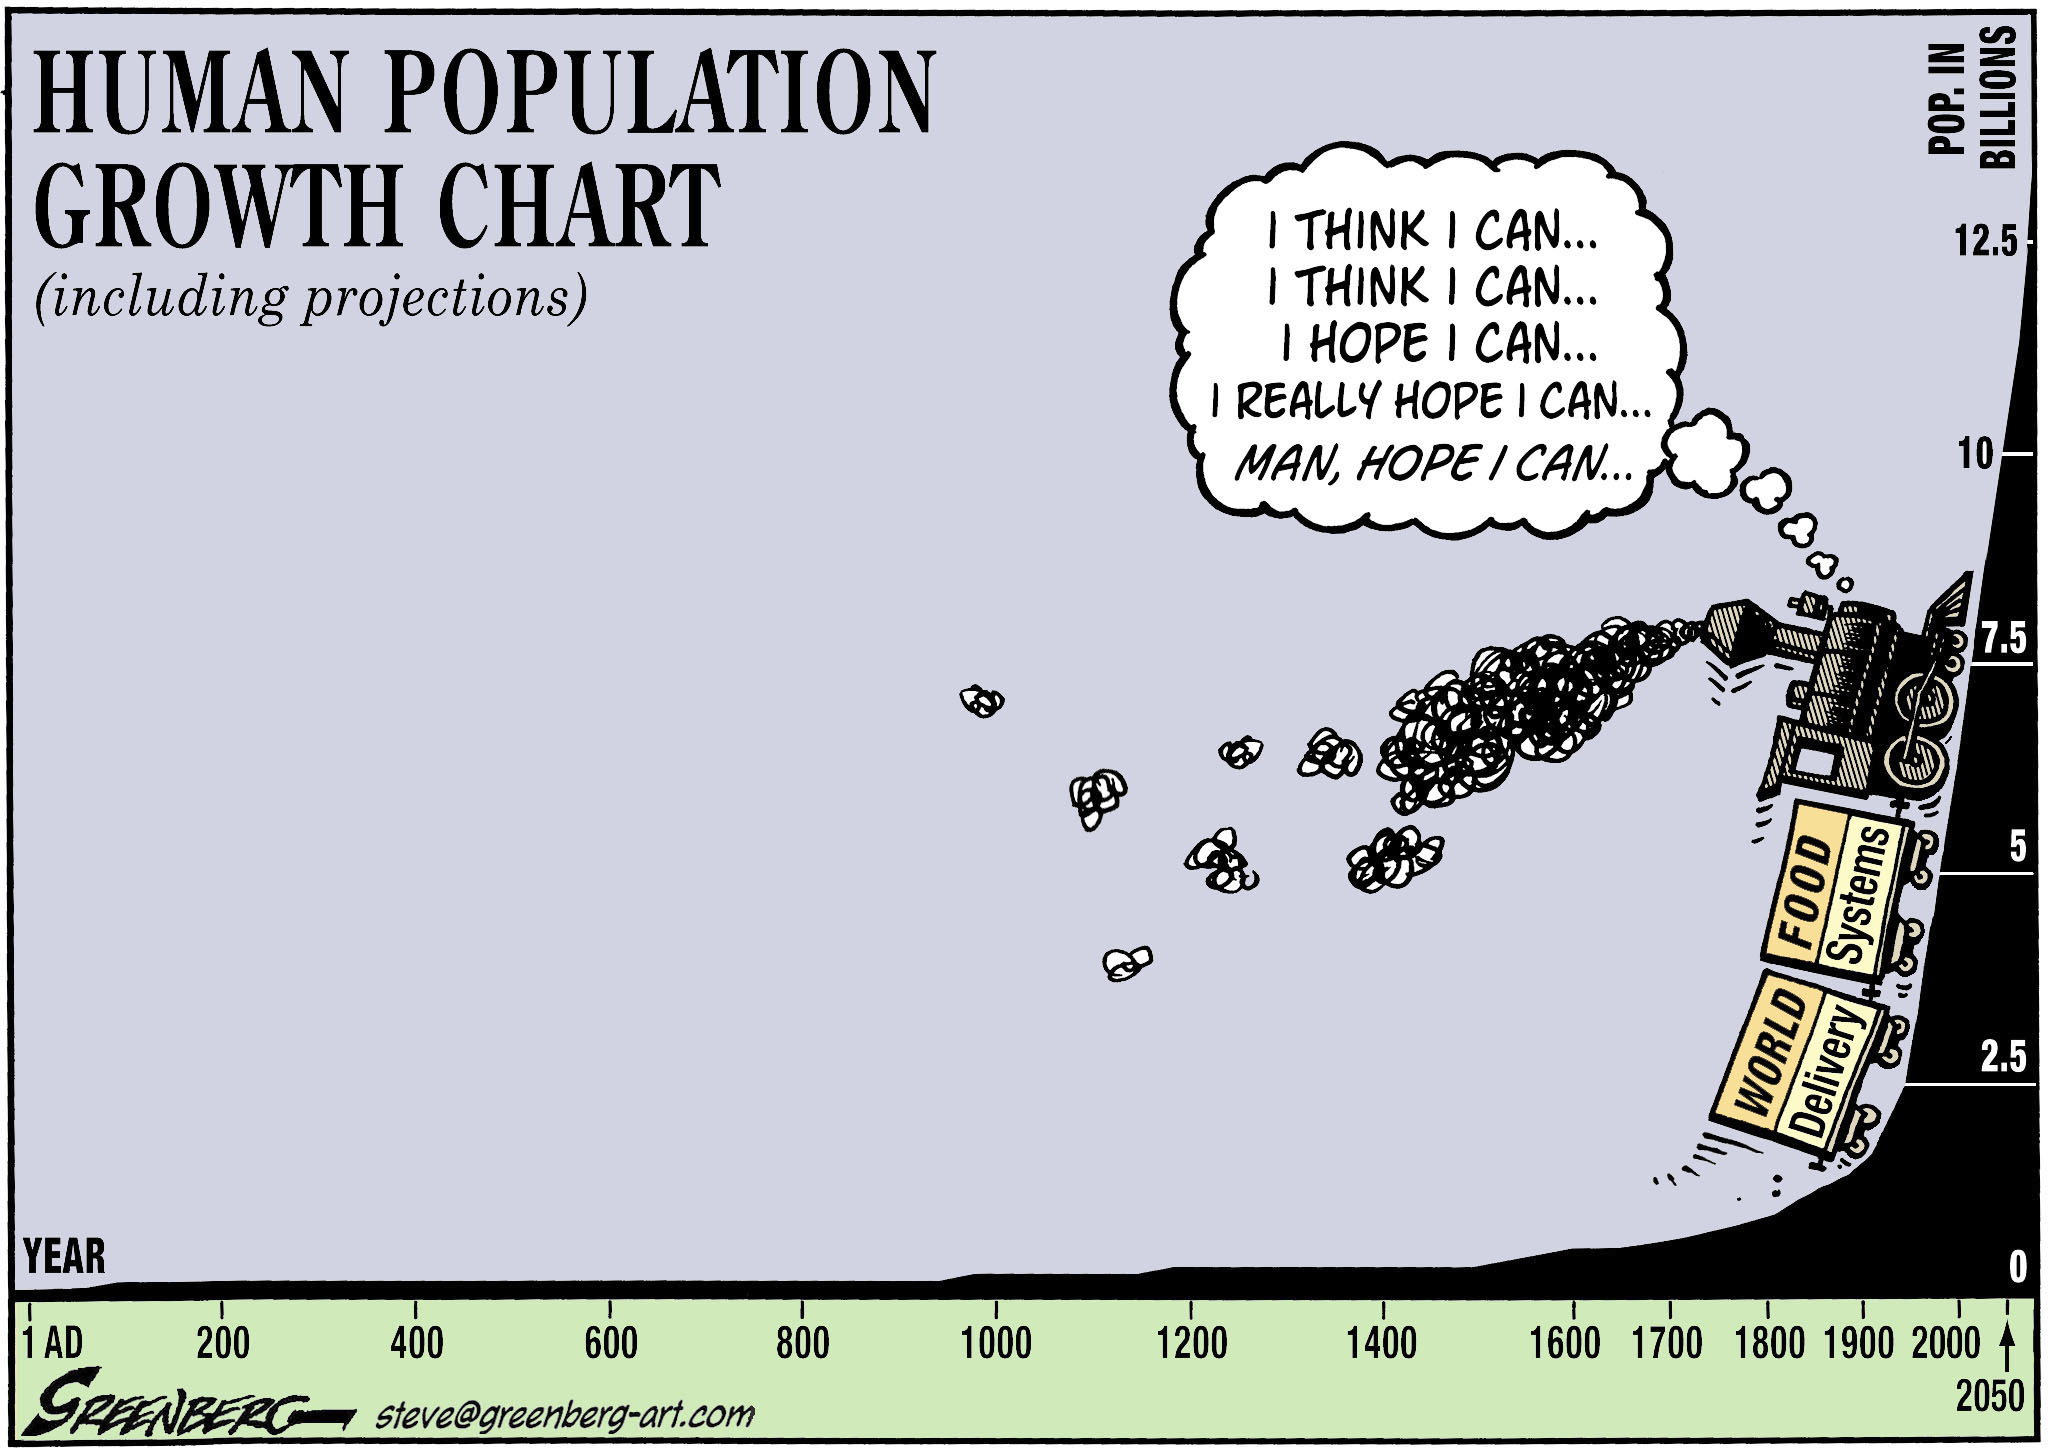 HUMAN POPULATION
GROWTH CHART
(including projections)
POP. IN
BILLIONS
I THINK I CAN...
I THINK I CAN...
I HOPE I CAN...
I REALLY HOPE I CAN...
MAN, HOPE I CAN...
12.5
10
7.5
5
2.5
0
FOOD
Systems
WORLD
Delivery
YEAR
1 AD 200 400 600 800 1000 1200 1400 1600 1700 1800 1900 2000
2050
GREENBERG
steve@greenberg-art.com